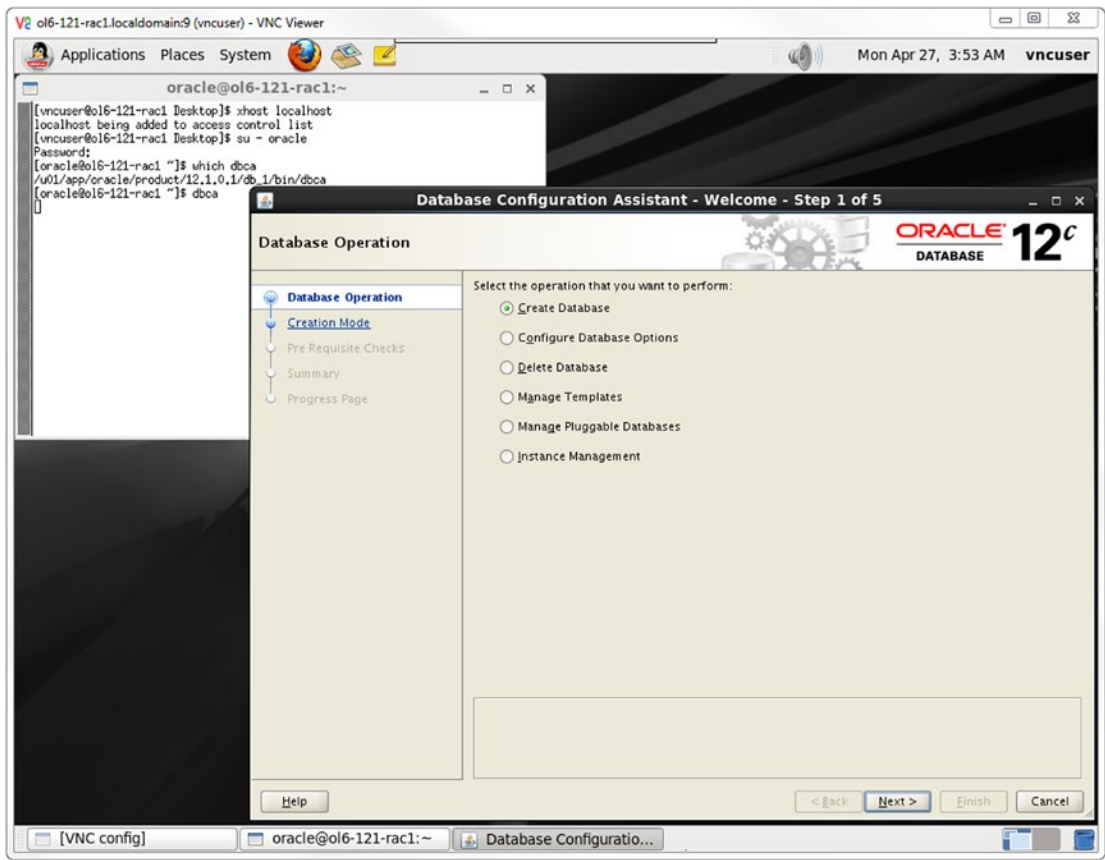 ol6-121-rac1.localdomain:9 (vncuser) - VNC Viewer
Applications Places System Mon Apr 27, 3:53 AM vncuser
oracle@ol6-121-rac1:~
[vncuser@ol6-121-rac1 Desktop]$ xhost localhost
localhost being added to access control list
[vncuser@ol6-121-rac1 Desktop]$ su - oracle
Password:
[oracle@ol6-121-rac1 ~]$ which dbca
/u01/app/oracle/product/12.1.0.1/db_1/bin/dbca
[oracle@ol6-121-rac1 ~]$ dbca
Database Configuration Assistant - Welcome - Step 1 of 5
Database Operation
ORACLE 12c
DATABASE
Database Operation
Creation Mode
Pre Requisite Checks
Summary
Progress Page
Select the operation that you want to perform:
Create Database
Configure Database Options
Delete Database
Manage Templates
Manage Pluggable Databases
Instance Management
Help
< Back
Next >
Finish
Cancel
[VNC config]
oracle@ol6-121-rac1:~
Database Configuratio...